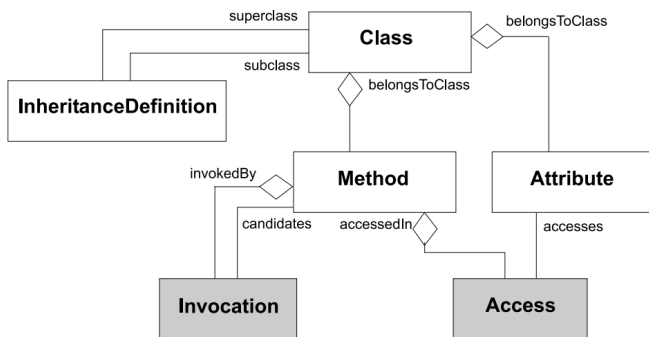 superclass
Class
belongsToClass
subclass
belongsToClass
InheritanceDefinition
invokedBy
Method
Attribute
candidates
accessedIn
accesses
Invocation
Access